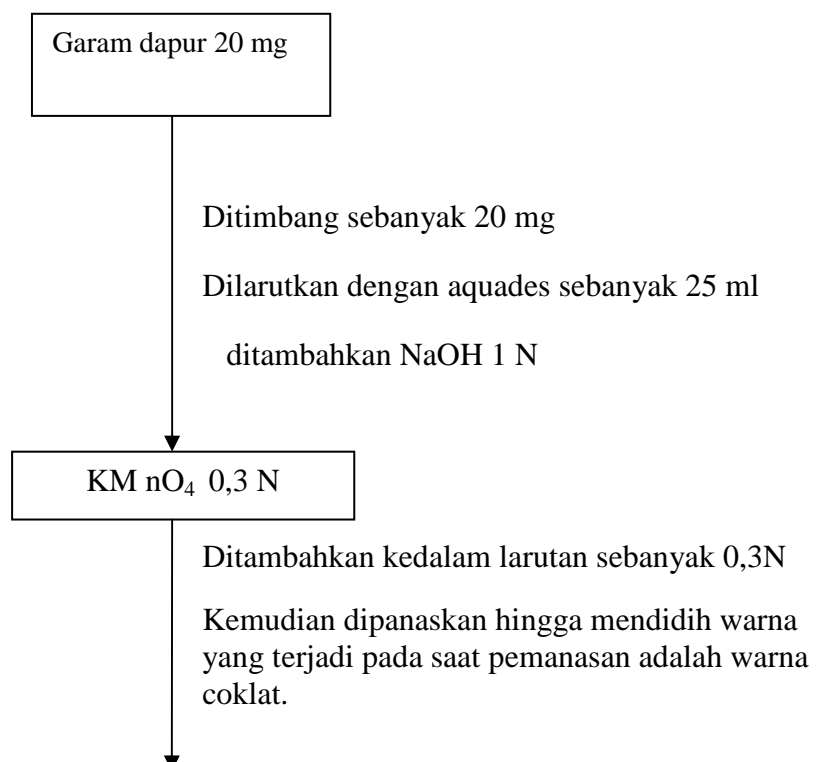 Garam dapur 20 mg
Ditimbang sebanyak 20 mg
Dilarutkan dengan aquades sebanyak 25 ml
ditambahkan NaOH 1 N
KM nO₄ 0,3 N
Ditambahkan kedalam larutan sebanyak 0,3N
Kemudian dipanaskan hingga mendidih warna
yang terjadi pada saat pemanasan adalah warna
coklat.